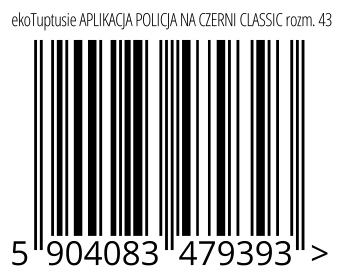 ekoTuptusie APLIKACJA POLICJA NA CZERNI CLASSIC rozm. 43
5 904083 479393 >